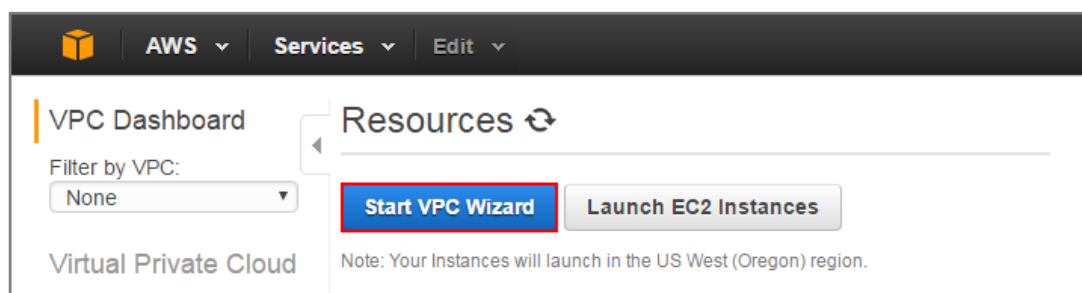 AWS Services Edit
VPC Dashboard
Filter by VPC:
None
Virtual Private Cloud
Resources
Start VPC Wizard Launch EC2 Instances
Note: Your Instances will launch in the US West (Oregon) region.